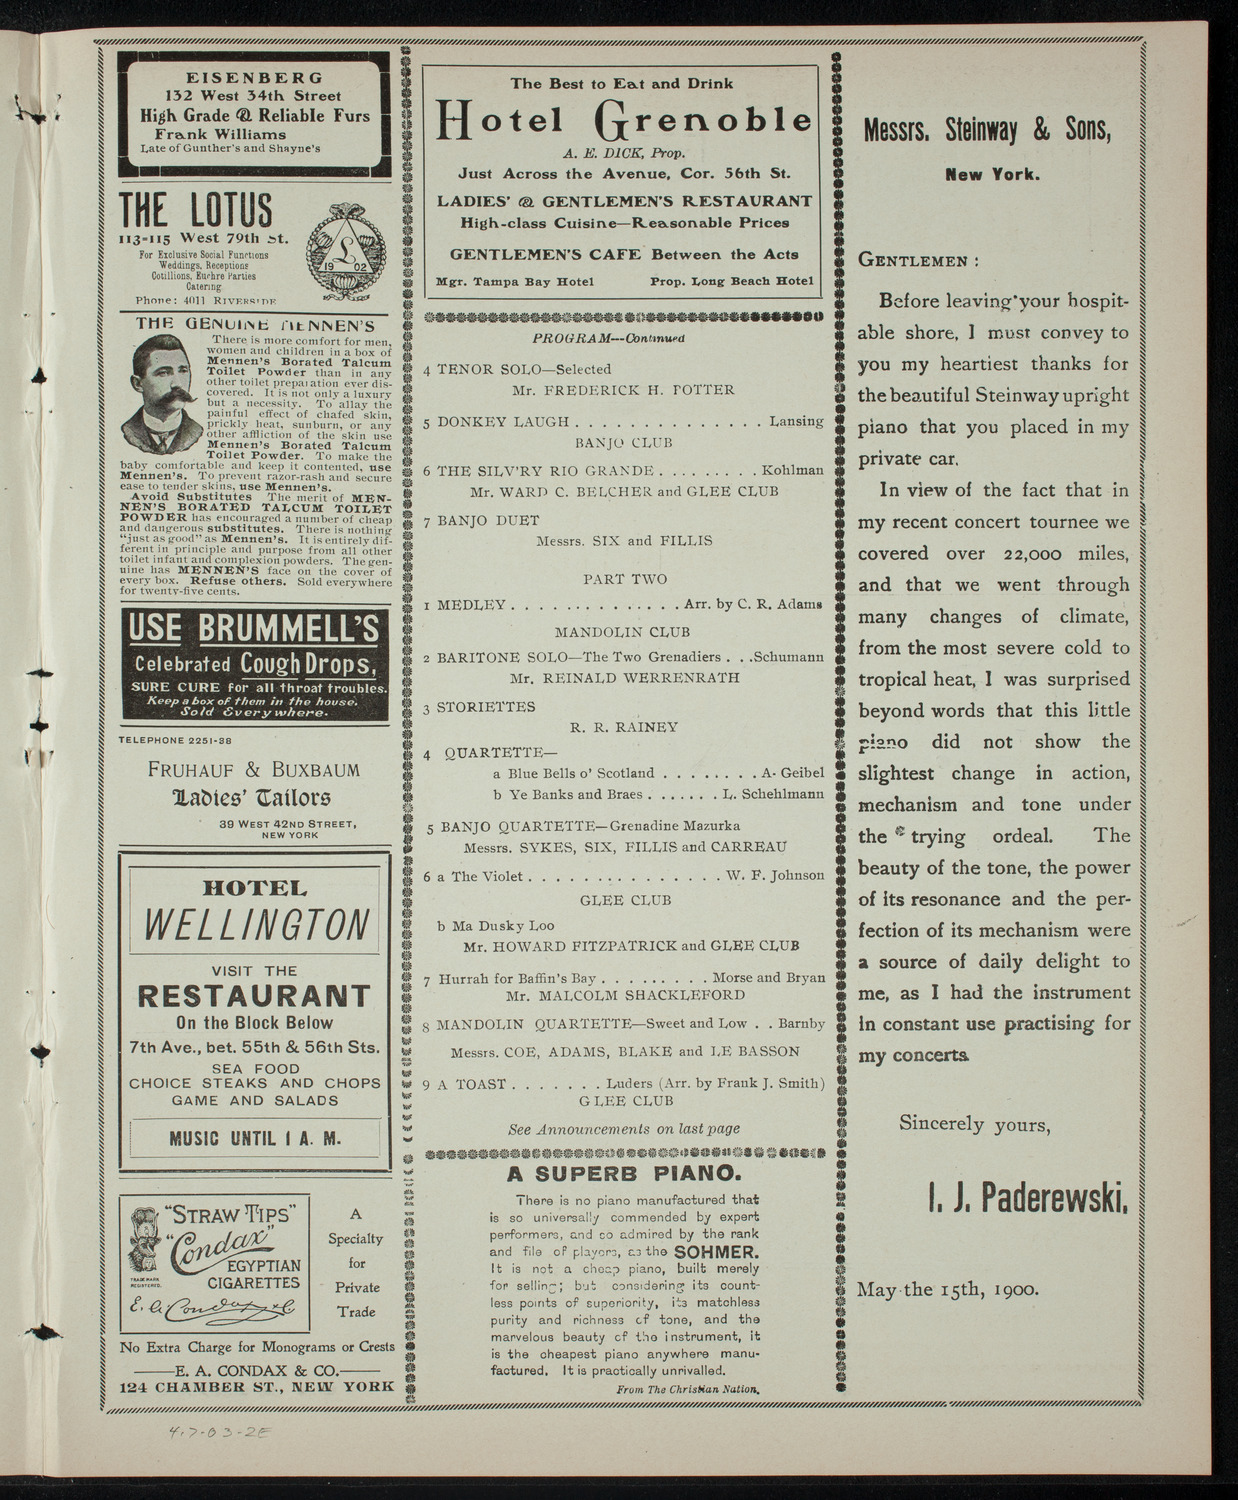 EISENBERG
132 West 34th Street
High Grade & Reliable Furs
Frank Williams
Late of Gunther's and Shayne's
THE LOTUS
113-115 West 79th St.
For Exclusive Social Functions
Weddings, Receptions
Cotillions, Euchre Parties
Catering
Phone: 4011 RIVERSIDE
L
19 02
THE GENUINE MENNEN'S
There is more comfort for men,
women and children in a box of
Mennen's Borated Talcum
Toilet Powder than in any
other toilet preparation ever dis-
covered. It is not only a luxury
but a necessity. To allay the
painful effect of chafed skin,
prickly heat, sunburn, or any
other affliction of the skin use
Mennen's Borated Talcum
Toilet Powder. To make the
baby comfortable and keep it contented, use
Mennen's. To prevent razor-rash and secure
ease to tender skins, use Mennen's.
Avoid Substitutes The merit of MEN-
NEN'S BORATED TALCUM TOILET
POWDER has encouraged a number of cheap
and dangerous substitutes. There is nothing
"just as good" as Mennen's. It is entirely dif-
ferent in principle and purpose from all other
toilet infant and complexion powders. The gen-
uine has MENNEN'S face on the cover of
every box. Refuse others. Sold everywhere
for twenty-five cents.
USE BRUMMELL'S
Celebrated Cough Drops,
SURE CURE for all throat troubles.
Keep a box of them in the house.
Sold Everywhere.
TELEPHONE 2251-38
FRUHAUF & BUXBAUM
Ladies' Tailors
39 WEST 42ND STREET,
NEW YORK
HOTEL
WELLINGTON
VISIT THE
RESTAURANT
On the Block Below
7th Ave., bet. 55th & 56th Sts.
SEA FOOD
CHOICE STEAKS AND CHOPS
GAME AND SALADS
MUSIC UNTIL 1 A. M.
"STRAW TIPS"
"Condax"
EGYPTIAN
CIGARETTES
TRADE MARK
REGISTERED.
E. A. Condax & Co
A
Specialty
for
Private
Trade
No Extra Charge for Monograms or Crests
E. A. CONDAX & CO.
124 CHAMBER ST., NEW YORK
The Best to Eat and Drink
Hotel Grenoble
A. E. DICK, Prop.
Just Across the Avenue, Cor. 56th St.
LADIES' & GENTLEMEN'S RESTAURANT
High-class Cuisine—Reasonable Prices
GENTLEMEN'S CAFE Between the Acts
Mgr. Tampa Bay Hotel Prop. Long Beach Hotel
PROGRAM---Continued
4 TENOR SOLO—Selected
Mr. FREDERICK H. POTTER
5 DONKEY LAUGH . . . . . . . . . . . . . . Lansing
BANJO CLUB
6 THE SILV'RY RIO GRANDE . . . . . . . . Kohlman
Mr. WARD C. BELCHER and GLEE CLUB
7 BANJO DUET
Messrs. SIX and FILLIS
PART TWO
1 MEDLEY . . . . . . . . . . . . . Arr. by C. R. Adams
MANDOLIN CLUB
2 BARITONE SOLO—The Two Grenadiers . . .Schumann
Mr. REINALD WERRENRATH
3 STORIETTES
R. R. RAINEY
4 QUARTETTE—
a Blue Bells o' Scotland . . . . . . . . A. Geibel
b Ye Banks and Braes . . . . . . . L. Schehlmann
5 BANJO QUARTETTE—Grenadine Mazurka
Messrs. SYKES, SIX, FILLIS and CARREAU
6 a The Violet . . . . . . . . . . . . . . W. F. Johnson
GLEE CLUB
b Ma Dusky Loo
Mr. HOWARD FITZPATRICK and GLEE CLUB
7 Hurrah for Baffin's Bay . . . . . . . . . Morse and Bryan
Mr. MALCOLM SHACKLEFORD
8 MANDOLIN QUARTETTE—Sweet and Low . . Barnby
Messrs. COE, ADAMS, BLAKE and LE BASSON
9 A TOAST . . . . . . . Luders (Arr. by Frank J. Smith)
GLEE CLUB
See Announcements on last page
A SUPERB PIANO.
There is no piano manufactured that
is so universally commended by expert
performers, and so admired by the rank
and file of players, as the SOHMER.
It is not a cheap piano, built merely
for selling; but considering its count-
less points of superiority, its matchless
purity and richness of tone, and the
marvelous beauty of the instrument, it
is the cheapest piano anywhere manu-
factured. It is practically unrivalled.
From The Christian Nation.
Messrs. Steinway & Sons,
New York.
GENTLEMEN :
Before leaving your hospit-
able shore, I must convey to
you my heartiest thanks for
the beautiful Steinway upright
piano that you placed in my
private car.
In view of the fact that in
my recent concert tournee we
covered over 22,000 miles,
and that we went through
many changes of climate,
from the most severe cold to
tropical heat, I was surprised
beyond words that this little
piano did not show the
slightest change in action,
mechanism and tone under
the trying ordeal. The
beauty of the tone, the power
of its resonance and the per-
fection of its mechanism were
a source of daily delight to
me, as I had the instrument
in constant use practising for
my concerts.
Sincerely yours,
I. J. Paderewski.
May the 15th, 1900.
4-7-03-2E